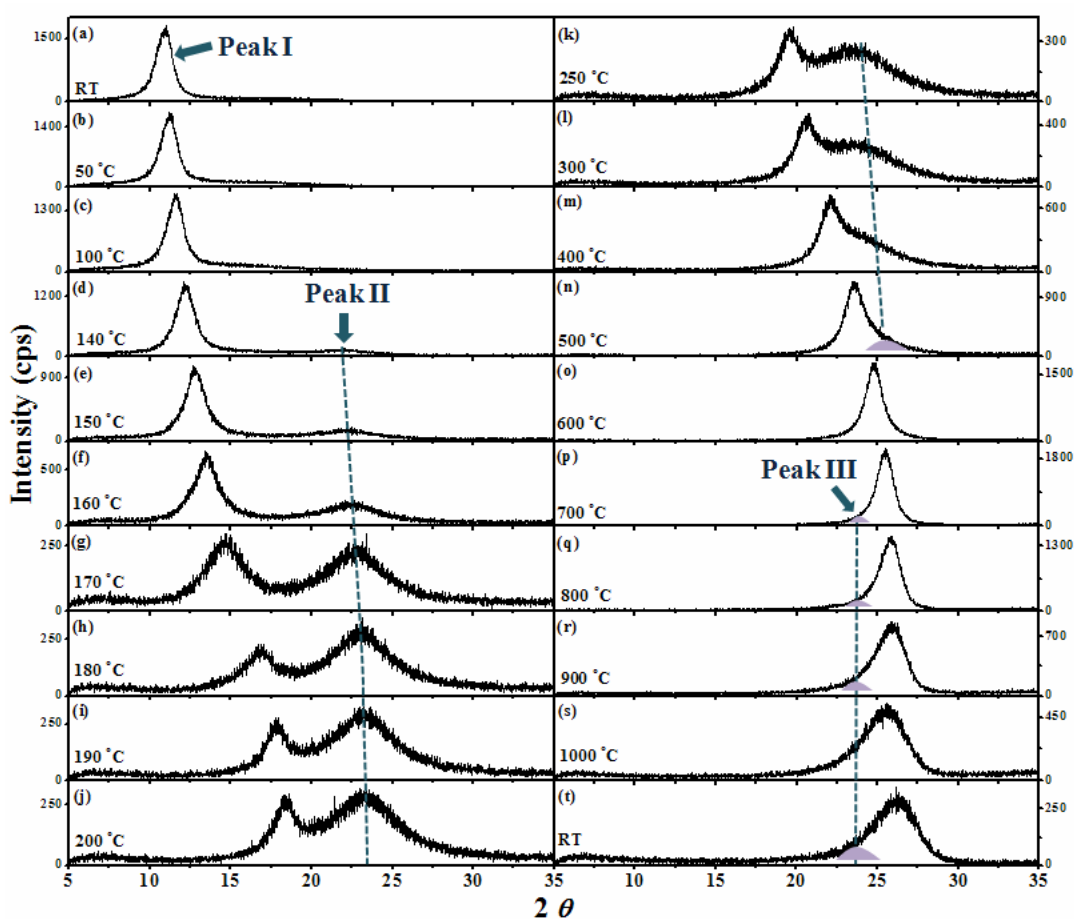 Intensity (cps)
(a)
1500
Peak I
RT
0
(b)
1400
50 °C
0
(c)
1300
100 °C
0
(d)
1200
Peak II
140 °C
0
(e)
900
150 °C
0
(f)
500
160 °C
0
(g)
250
170 °C
0
(h)
250
180 °C
0
(i)
250
190 °C
0
(j)
250
200 °C
0
5 10 15 20 25 30 35
(k)
300
250 °C
0
(l)
400
300 °C
0
(m)
600
400 °C
0
(n)
900
500 °C
0
(o)
1500
600 °C
0
(p)
1800
Peak III
700 °C
0
(q)
1300
800 °C
0
(r)
700
900 °C
0
(s)
450
1000 °C
0
(t)
250
RT
0
15 20 25 30 35
2 θ